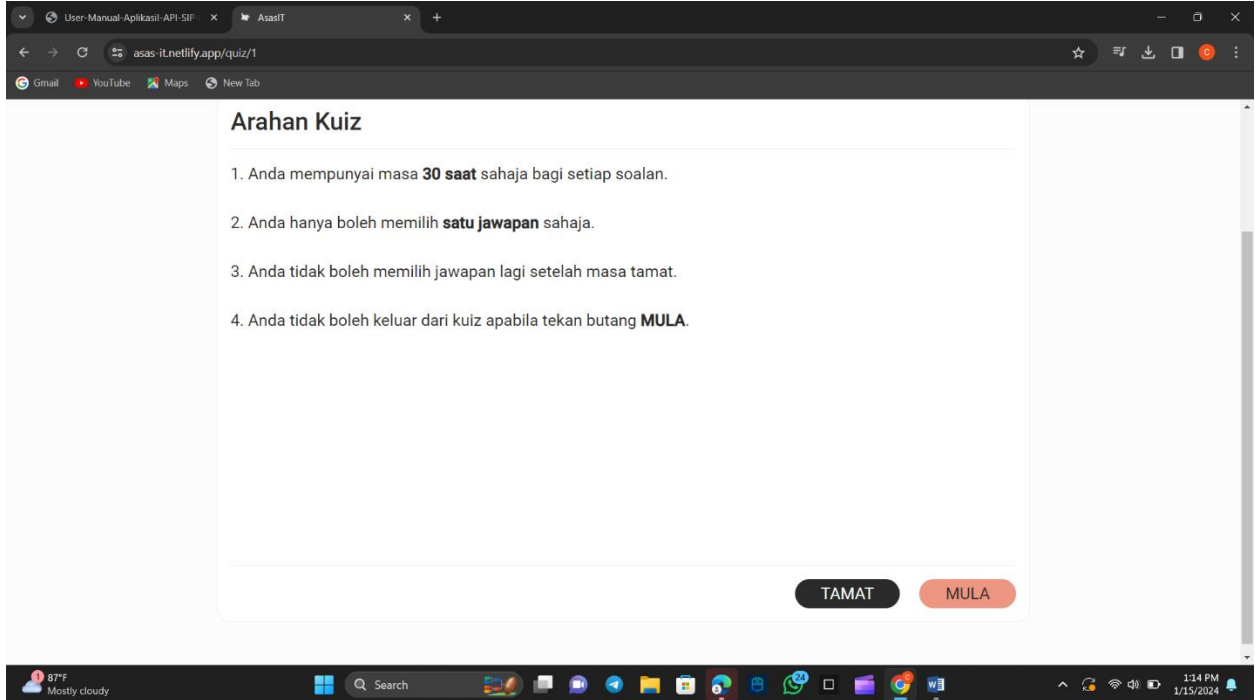 User-Manual-Aplikasil-API-SIP-
AsasIT
asas-it.netlify.app/quiz/1
Gmail YouTube Maps New Tab
Arahan Kuiz
1. Anda mempunyai masa 30 saat sahaja bagi setiap soalan.
2. Anda hanya boleh memilih satu jawapan sahaja.
3. Anda tidak boleh memilih jawapan lagi setelah masa tamat.
4. Anda tidak boleh keluar dari kuiz apabila tekan butang MULA.
TAMAT MULA
1 87°F
Mostly cloudy
Search
24
1:14 PM
1/15/2024